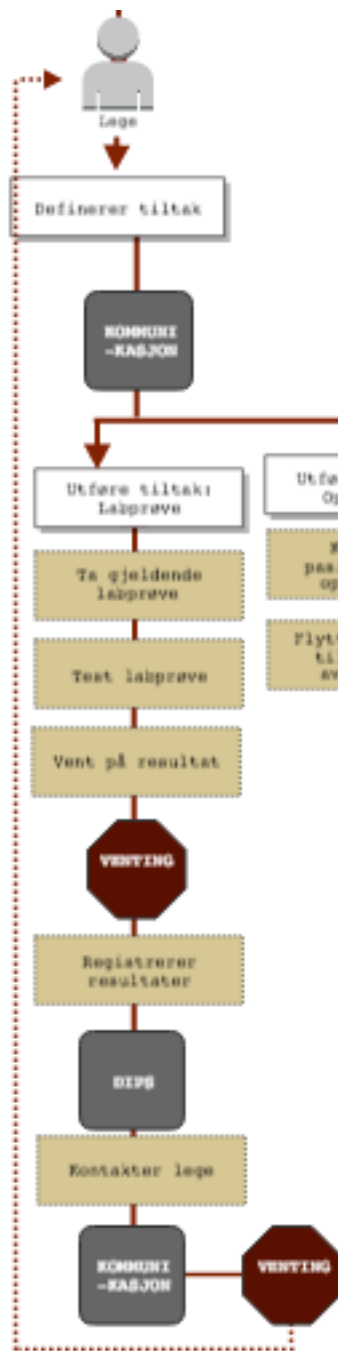 Lege
Definerer tiltak
KOMMUNI
-KASJON
Utføre tiltak:
Labprøve
Ta gjeldende
labprøve
Test labprøve
Vent på resultat
VENTING
Registrerer
resultater
DIPS
Kontakter lege
KOMMUNI
-KASJON
VENTING